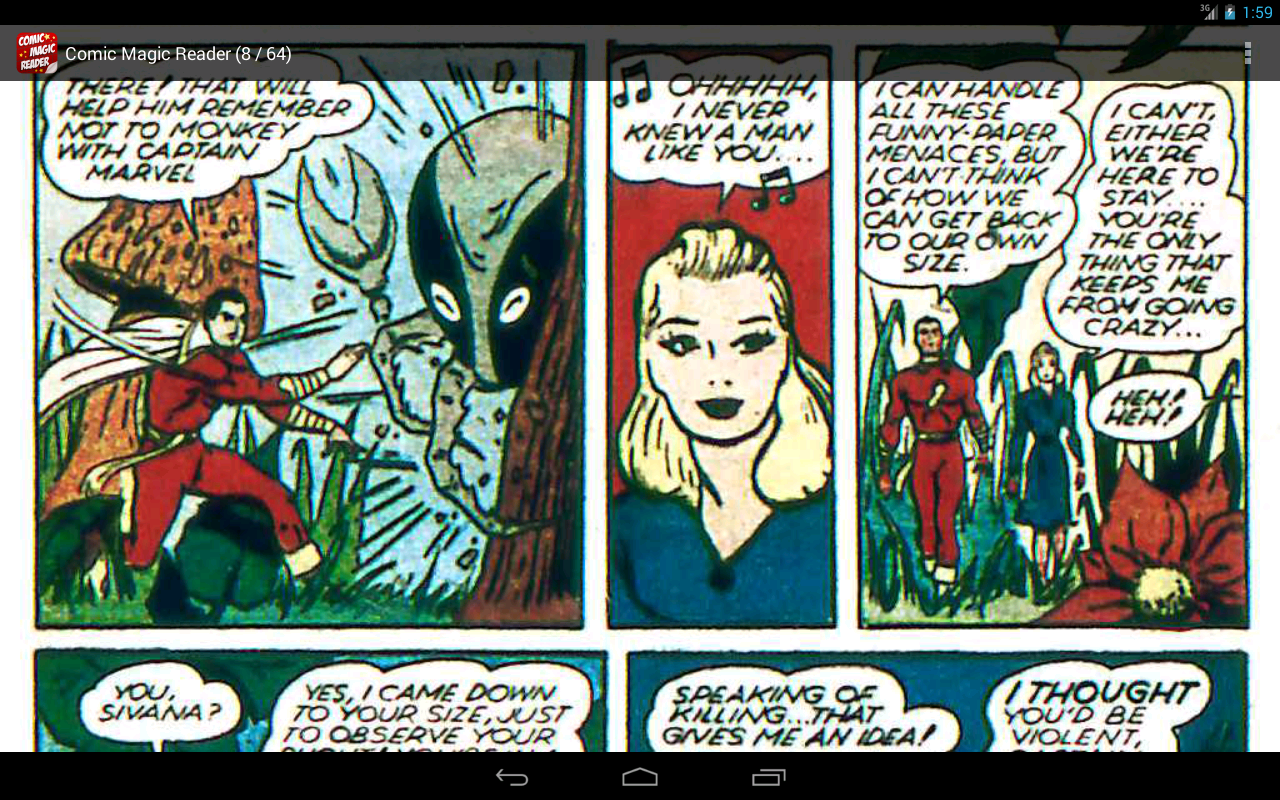 3G
1:59
COMIC
MAGIC
READER
Comic Magic Reader (8 / 64)
THERE! THAT WILL
HELP HIM REMEMBER
NOT TO MONKEY
WITH CAPTAIN
MARVEL
OHHHHH,
I NEVER
KNEW A MAN
LIKE YOU....
I CAN HANDLE
ALL THESE
FUNNY-PAPER
MENACES, BUT
I CAN'T THINK
OF HOW WE
CAN GET BACK
TO OUR OWN
SIZE.
I CAN'T,
EITHER
WE'RE
HERE TO
STAY....
YOU'RE
THE ONLY
THING THAT
KEEPS ME
FROM GOING
CRAZY...
HEH!
HEH!
YOU,
SIVANA?
YES, I CAME DOWN
TO YOUR SIZE, JUST
TO OBSERVE YOUR
SPEAKING OF
KILLING...THAT
GIVES ME AN IDEA!
I THOUGHT
YOU'D BE
VIOLENT,